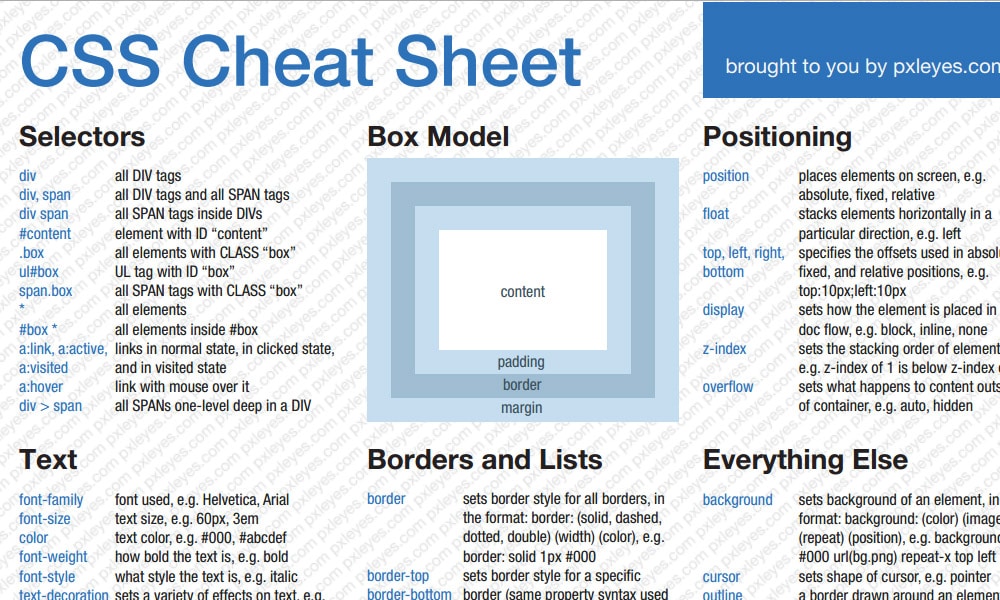 CSS Cheat Sheet
brought to you by pxleyes.com
Selectors
div all DIV tags
div, span all DIV tags and all SPAN tags
div span all SPAN tags inside DIVs
#content element with ID “content”
.box all elements with CLASS “box”
ul#box UL tag with ID “box”
span.box all SPAN tags with CLASS “box”
* all elements
#box * all elements inside #box
a:link, a:active, links in normal state, in clicked state,
a:visited and in visited state
a:hover link with mouse over it
div > span all SPANs one-level deep in a DIV
Box Model
content
padding
border
margin
Positioning
position places elements on screen, e.g.
absolute, fixed, relative
float stacks elements horizontally in a
particular direction, e.g. left
top, left, right, specifies the offsets used in absol
bottom fixed, and relative positions, e.g.
top:10px;left:10px
display sets how the element is placed in
doc flow, e.g. block, inline, none
z-index sets the stacking order of element
e.g. z-index of 1 is below z-index
overflow sets what happens to content outs
of container, e.g. auto, hidden
Text
font-family font used, e.g. Helvetica, Arial
font-size text size, e.g. 60px, 3em
color text color, e.g. #000, #abcdef
font-weight how bold the text is, e.g. bold
font-style what style the text is, e.g. italic
text-decoration sets a variety of effects on text, e.g.
Borders and Lists
border sets border style for all borders, in
the format: border: (solid, dashed,
dotted, double) (width) (color), e.g.
border: solid 1px #000
border-top sets border style for a specific
border-bottom border (same property syntax used
Everything Else
background sets background of an element, in
format: background: (color) (image
(repeat) (position), e.g. background
#000 url(bg.png) repeat-x top left
cursor sets shape of cursor, e.g. pointer
outline a border drawn around an elemen